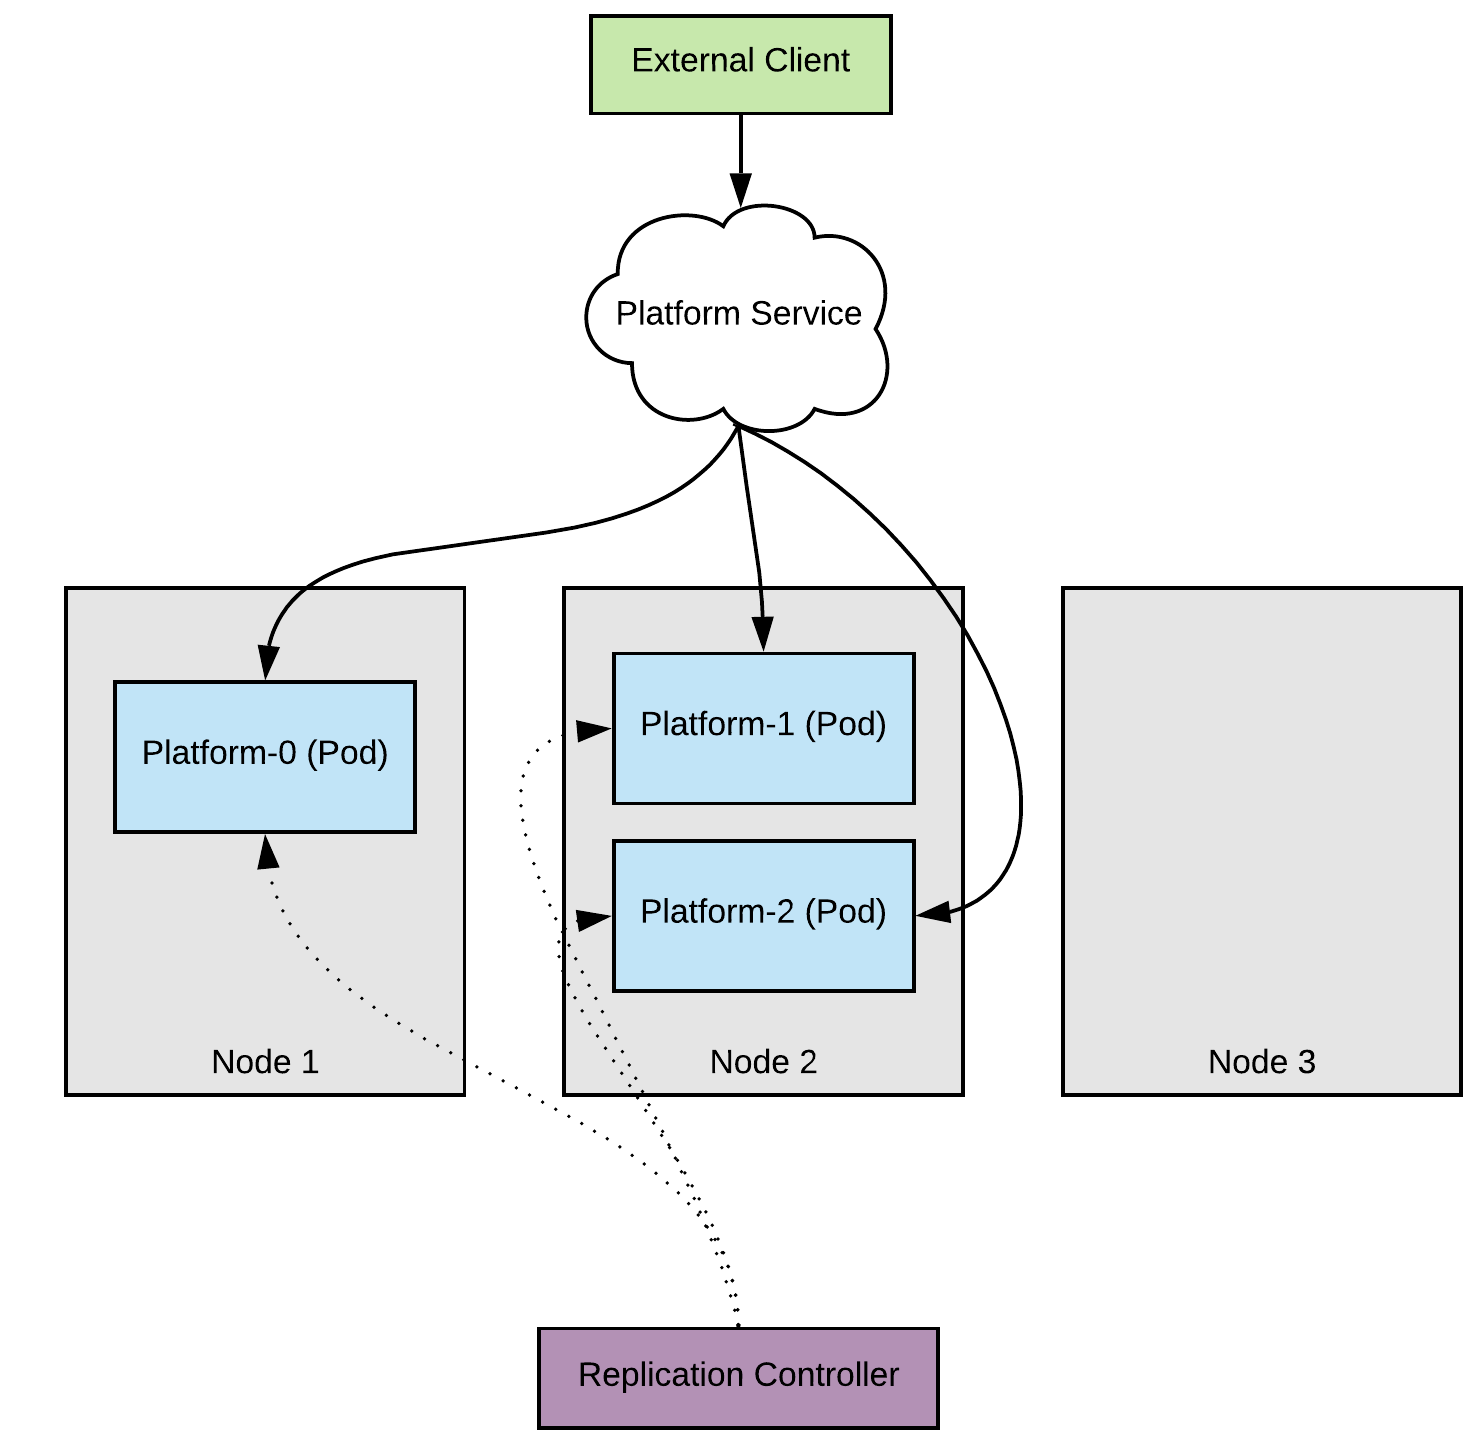 External Client
Platform Service
Platform-0 (Pod)
Platform-1 (Pod)
Platform-2 (Pod)
Node 1
Node 2
Node 3
Replication Controller